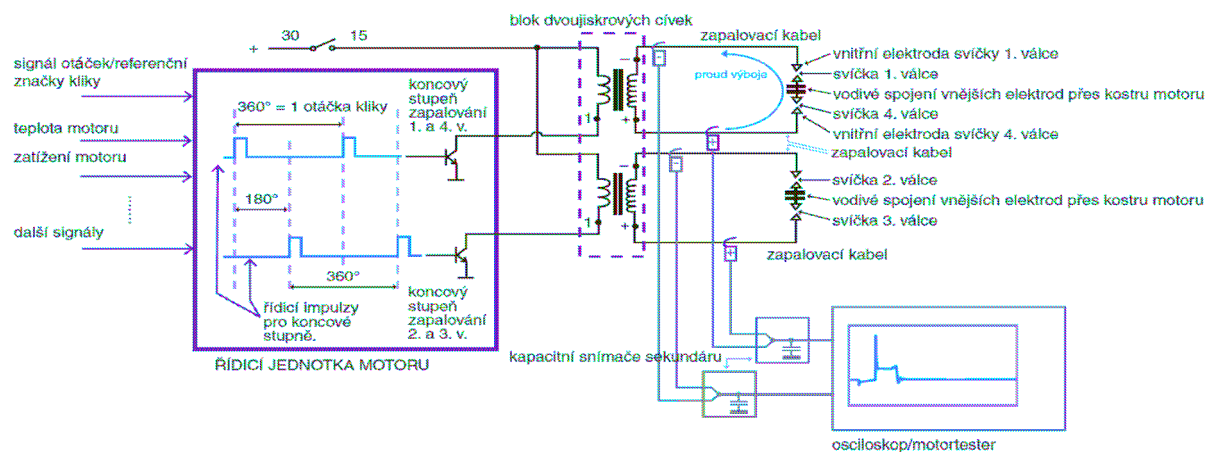 blok dvoujiskrových cívek
30
15
+
zapalovací kabel
signál otáček/referenční
značky kliky
koncový
stupeň
zapalování
1. a 4. v.
360° = 1 otáčka kliky
−
proud výboje
vnitřní elektroda svíčky 1. válce
svíčka 1. válce
vodivé spojení vnějších elektrod přes kostru motoru
svíčka 4. válce
vnitřní elektroda svíčky 4. válce
1
+
−
+
teplota motoru
zatížení motoru
zapalovací kabel
−
−
180°
svíčka 2. válce
vodivé spojení vnějších elektrod přes kostru motoru
svíčka 3. válce
1
+
další signály
+
zapalovací kabel
360°
koncový
stupeň
zapalování
2. a 3. v.
řídicí impulzy
pro koncové
stupně.
ŘÍDICÍ JEDNOTKA MOTORU
kapacitní snímače sekundáru
osciloskop/motortester